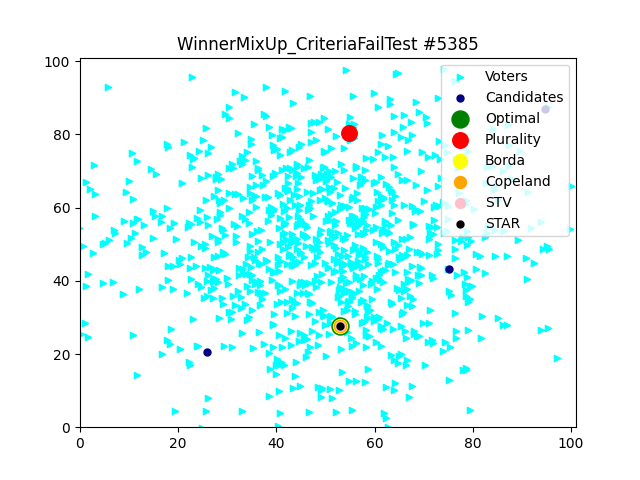 WinnerMixUp_CriteriaFailTest #5385
100
80
60
40
20
0
0
20
40
60
80
100
Voters
Candidates
Optimal
Plurality
Borda
Copeland
STV
STAR